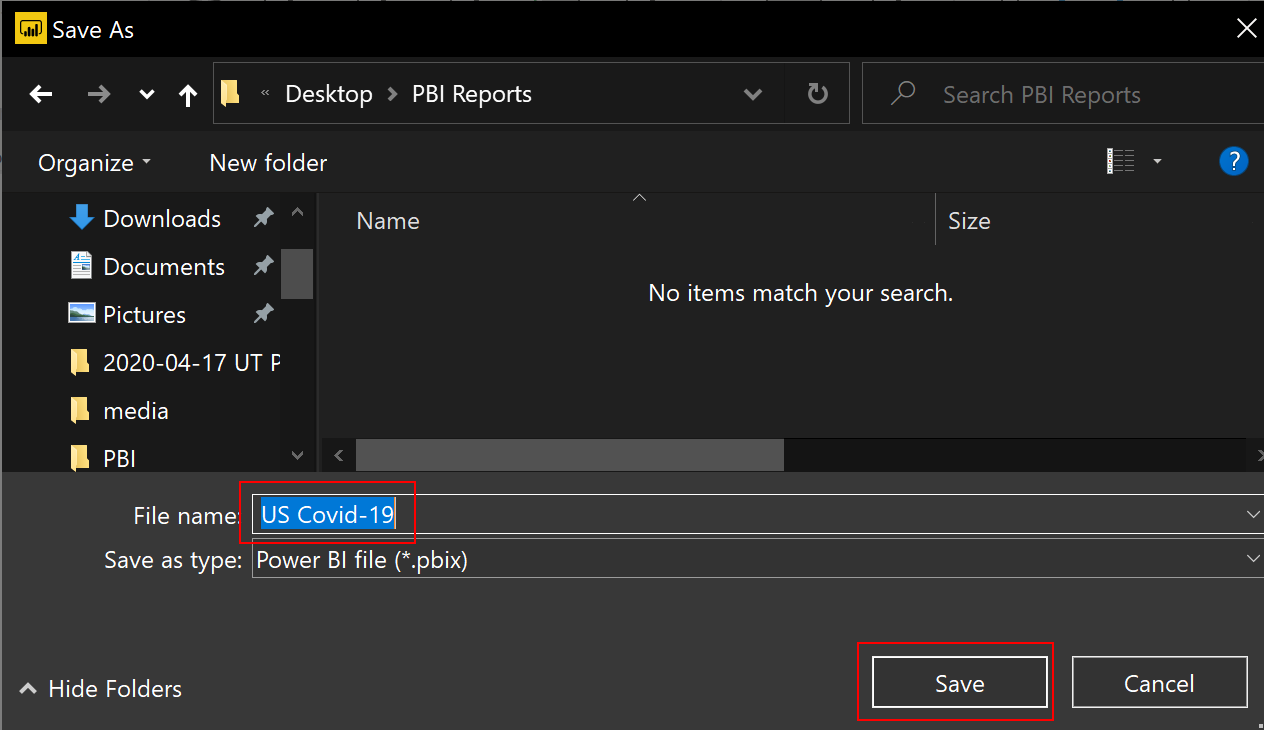 Save As
« Desktop > PBI Reports
Search PBI Reports
Organize
New folder
?
Downloads
Documents
Pictures
2020-04-17 UT P
media
PBI
Name
Size
No items match your search.
File name: US Covid-19
Save as type: Power BI file (*.pbix)
Hide Folders
Save
Cancel